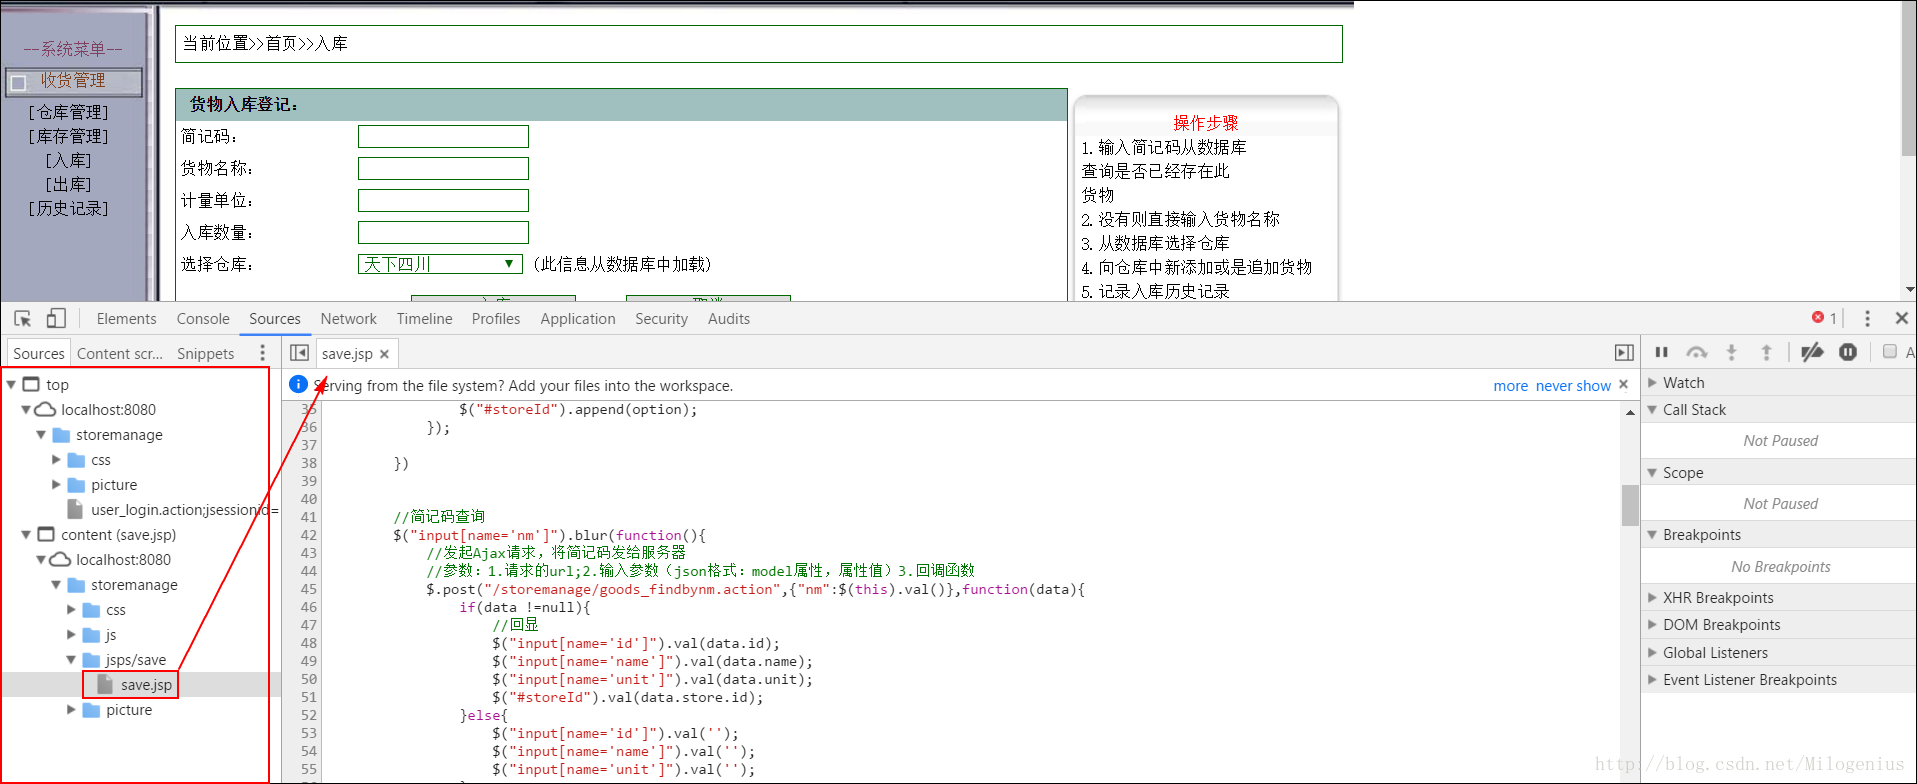 --系统菜单--
收货管理
[仓库管理]
[库存管理]
[入库]
[出库]
[历史记录]
当前位置>>首页>>入库
货物入库登记：
简记码：
货物名称：
计量单位：
入库数量：
选择仓库：
天下四川
(此信息从数据库中加载)
操作步骤
1. 输入简记码从数据库
查询是否已经存在此
货物
2. 没有则直接输入货物名称
3. 从数据库选择仓库
4. 向仓库中新添加或是追加货物
5. 记录入库历史记录
Elements Console Sources Network Timeline Profiles Application Security Audits
1
Sources Content scr... Snippets
save.jsp
A
top
localhost:8080
storemanage
css
picture
user_login.action;jsessionid=
content (save.jsp)
localhost:8080
storemanage
css
js
jsps/save
save.jsp
picture
Serving from the file system? Add your files into the workspace.
more never show
35 $("#storeId").append(option);
36 });
37
38 })
39
40
41 //简记码查询
42 $("input[name='nm']").blur(function(){
43 //发起Ajax请求，将简记码发给服务器
44 //参数：1.请求的url;2.输入参数（json格式：model属性，属性值）3.回调函数
45 $.post("/storemanage/goods_findbynm.action",{"nm":$(this).val()},function(data){
46 if(data !=null){
47 //回显
48 $("input[name='id']").val(data.id);
49 $("input[name='name']").val(data.name);
50 $("input[name='unit']").val(data.unit);
51 $("#storeId").val(data.store.id);
52 }else{
53 $("input[name='id']").val('');
54 $("input[name='name']").val('');
55 $("input[name='unit']").val('');
Watch
Call Stack
Not Paused
Scope
Not Paused
Breakpoints
No Breakpoints
XHR Breakpoints
DOM Breakpoints
Global Listeners
Event Listener Breakpoints
http://blog.csdn.net/Milogenius